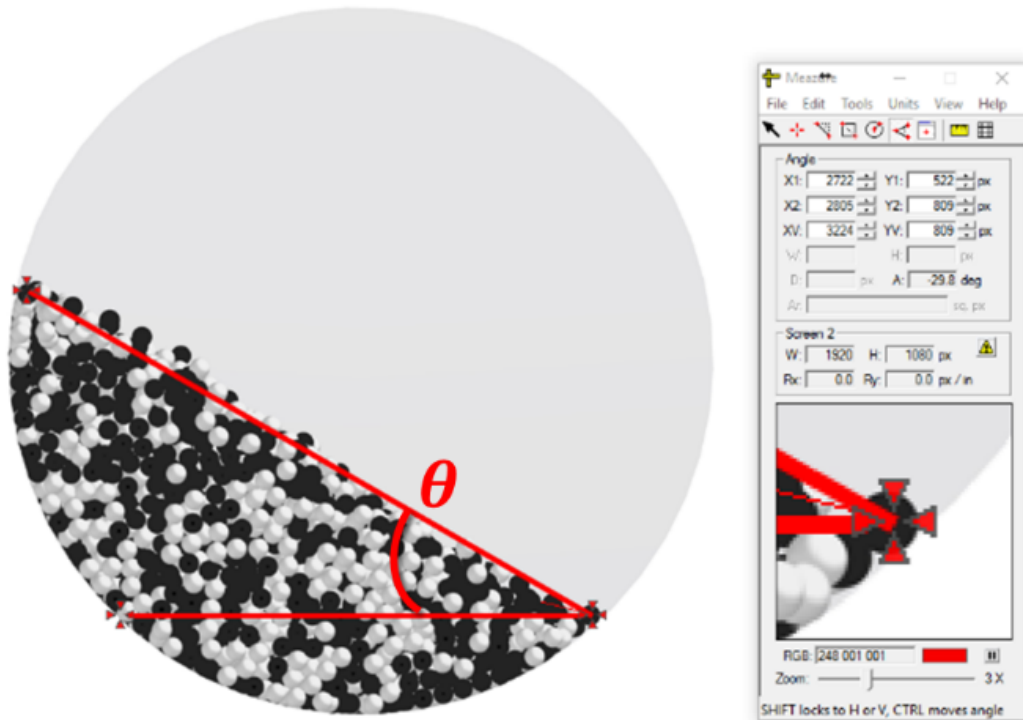 θ
Meazure
File Edit Tools Units View Help
Angle
X1: 2722 Y1: 522 px
X2: 2805 Y2: 809 px
XV: 3224 YV: 809 px
W: H: px
D: px A: -29.8 deg
Ar: sq. px
Screen 2
W: 1920 H: 1080 px
Rx: 0.0 Ry: 0.0 px / in
RGB: 248 001 001
Zoom: 3 X
SHIFT locks to H or V, CTRL moves angle